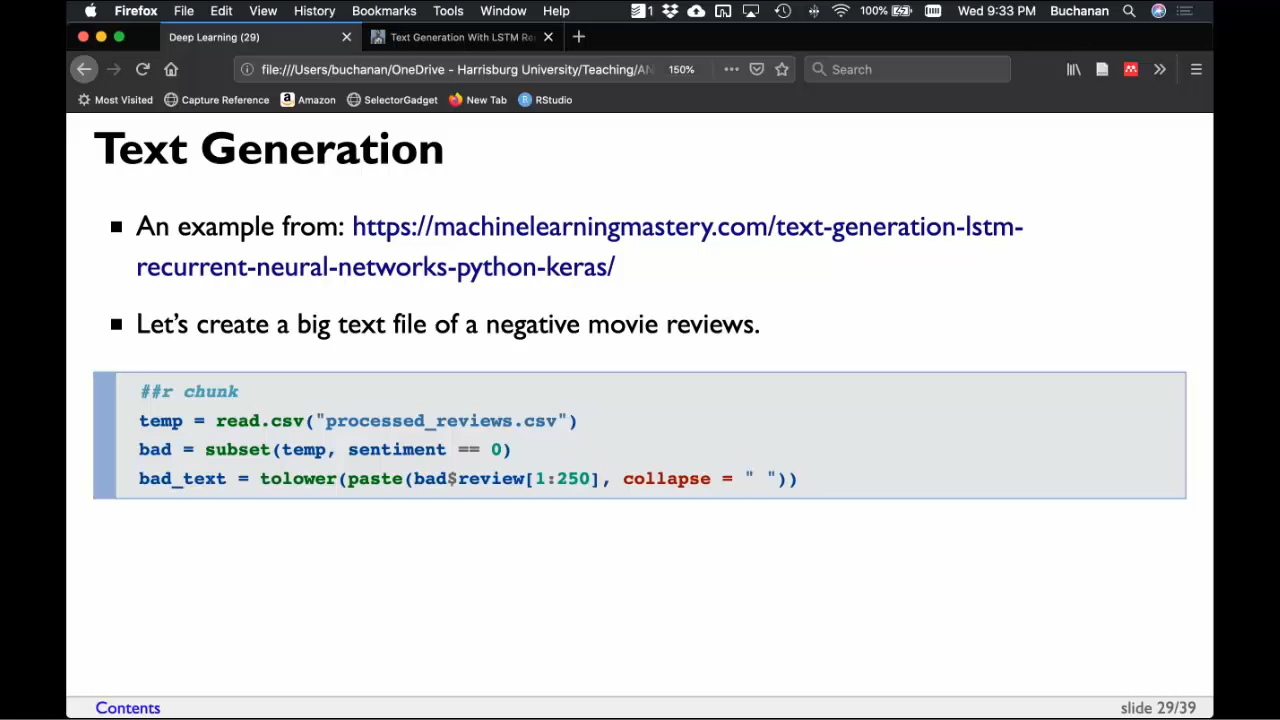 Firefox File Edit View History Bookmarks Tools Window Help 1 100% Wed 9:33 PM Buchanan
Deep Learning (29) Text Generation With LSTM Re
file:///Users/buchanan/OneDrive - Harrisburg University/Teaching/AN 150% Search
Most Visited Capture Reference Amazon SelectorGadget New Tab RStudio
Text Generation
An example from: https://machinelearningmastery.com/text-generation-lstm-
recurrent-neural-networks-python-keras/
Let's create a big text file of a negative movie reviews.
##r chunk
temp = read.csv("processed_reviews.csv")
bad = subset(temp, sentiment == 0)
bad_text = tolower(paste(bad$review[1:250], collapse = " "))
Contents slide 29/39